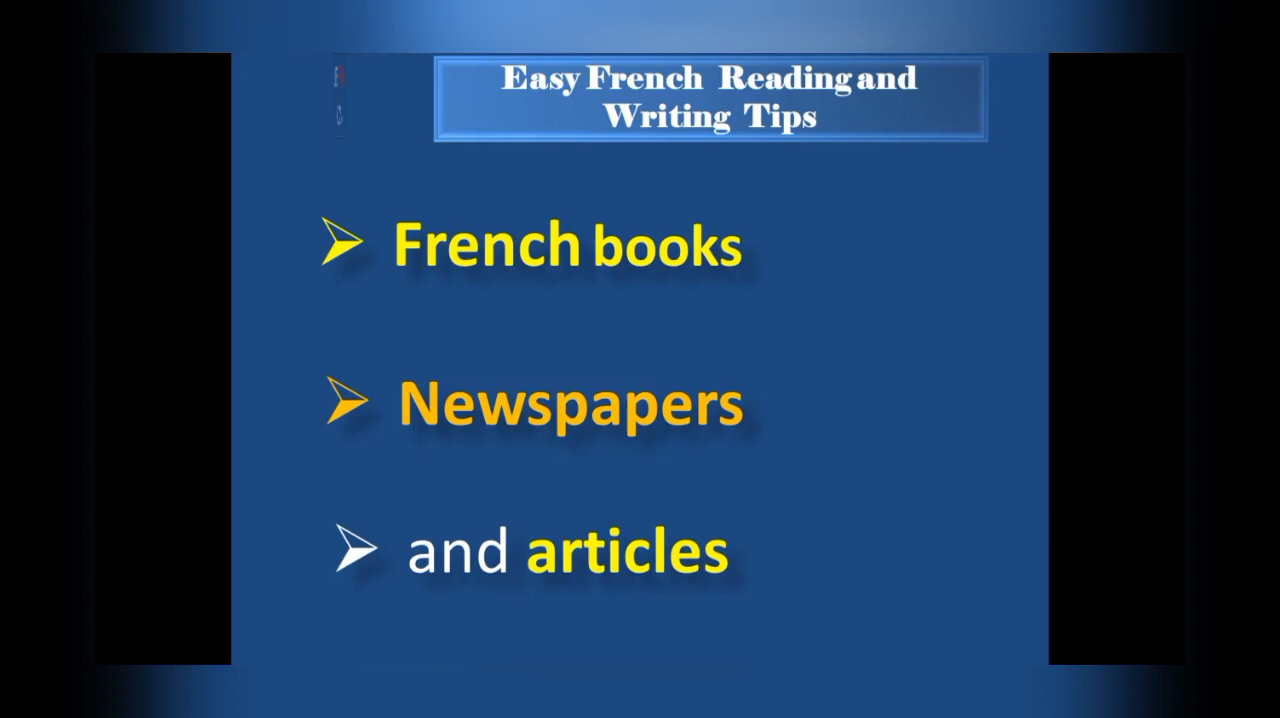 Easy French Reading and
Writing Tips
French books
Newspapers
and articles